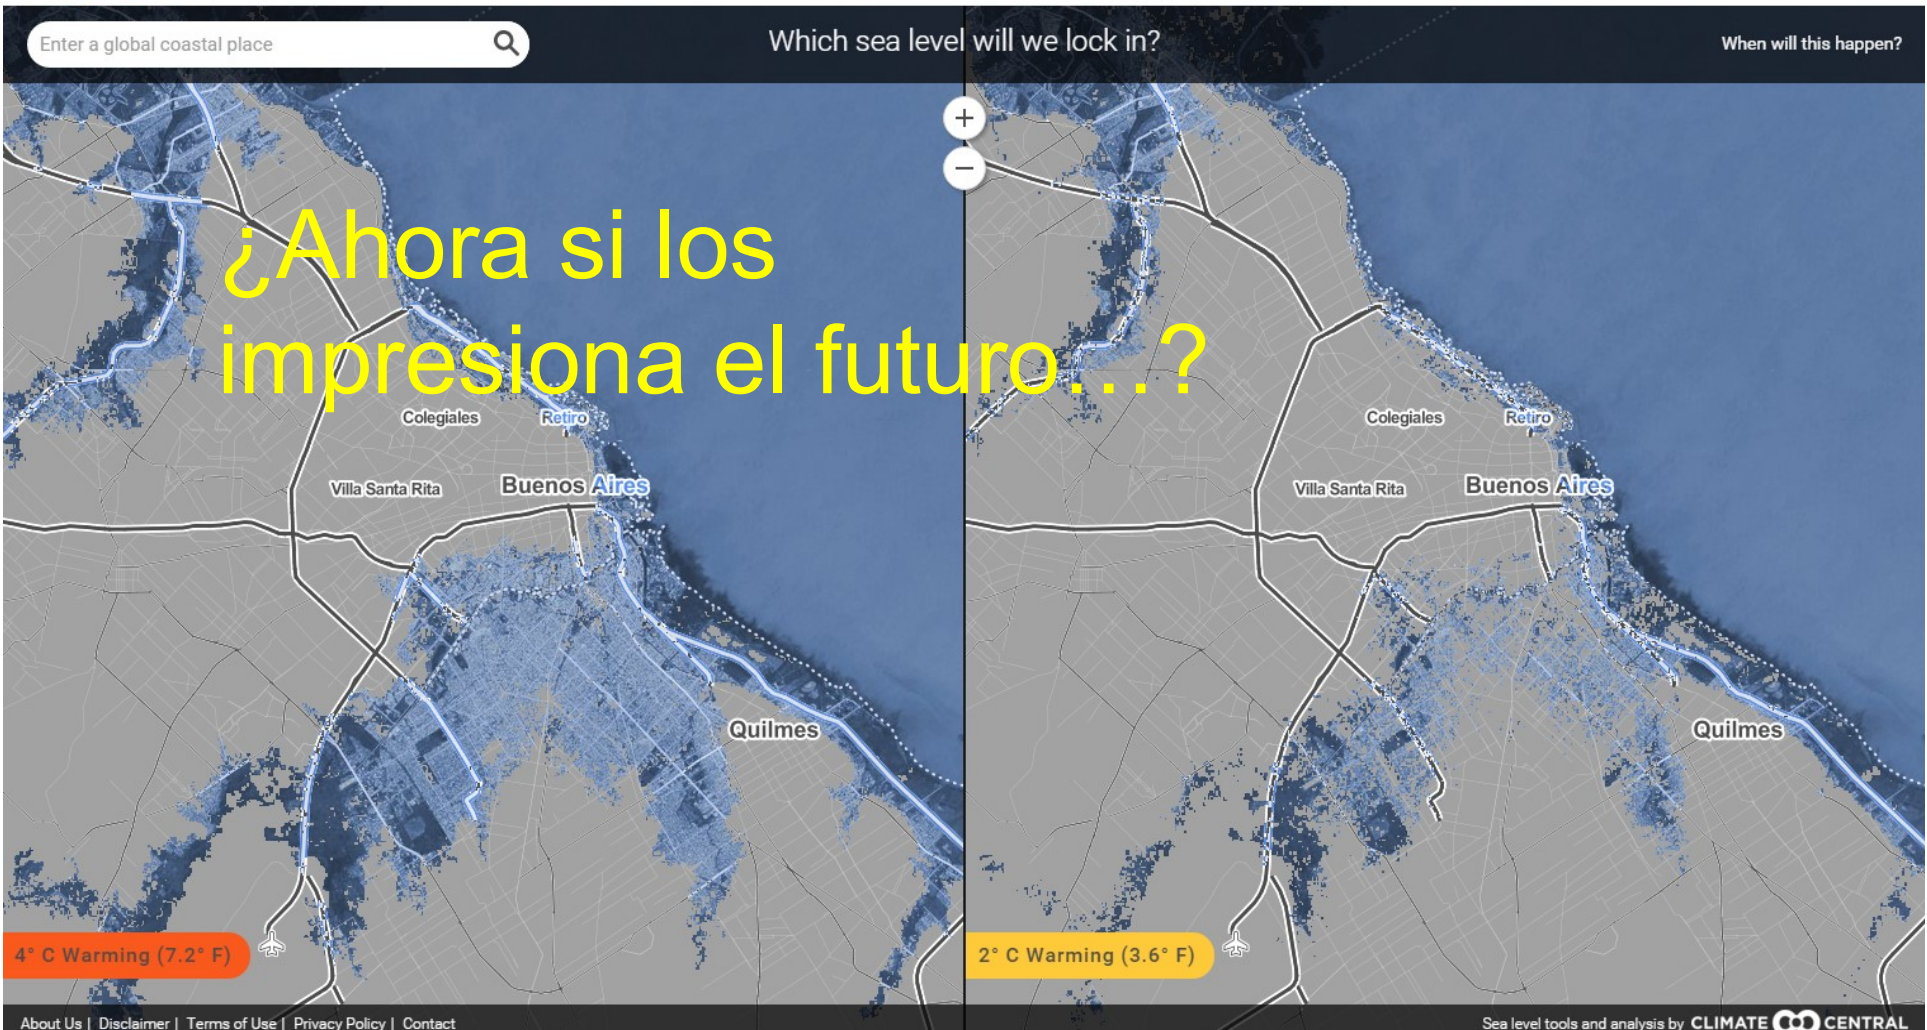 Enter a global coastal place
Which sea level will we lock in?
When will this happen?
+
−
¿Ahora si los
impresiona el futuro...?
Colegiales
Retiro
Villa Santa Rita
Buenos Aires
Quilmes
Colegiales
Retiro
Villa Santa Rita
Buenos Aires
Quilmes
4° C Warming (7.2° F)
2° C Warming (3.6° F)
About Us | Disclaimer | Terms of Use | Privacy Policy | Contact
Sea level tools and analysis by CLIMATE CENTRAL